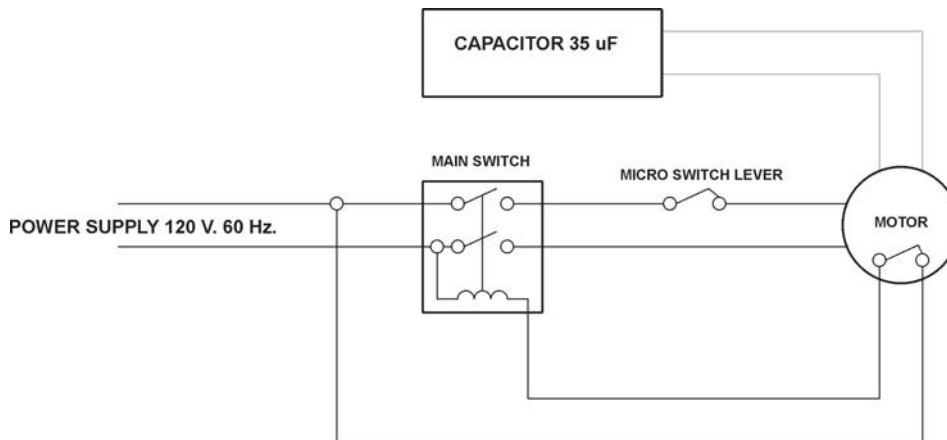 CAPACITOR 35 uF
MAIN SWITCH
MICRO SWITCH LEVER
POWER SUPPLY 120 V. 60 Hz.
MOTOR